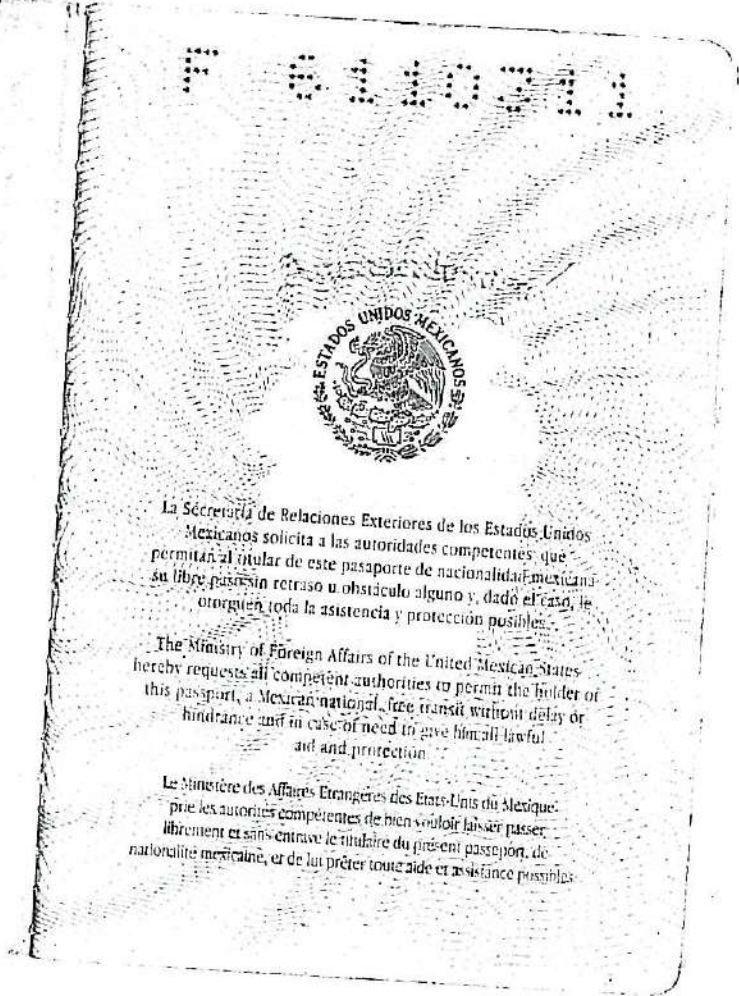 F 6110311
ESTADOS UNIDOS MEXICANOS
La Secretaría de Relaciones Exteriores de los Estados Unidos
Mexicanos solicita a las autoridades competentes que
permitan al titular de este pasaporte de nacionalidad mexicana
su libre paso sin retraso u obstáculo alguno y, dado el caso, le
otorguen toda la asistencia y protección posibles.
The Ministry of Foreign Affairs of the United Mexican States
hereby requests all competent authorities to permit the holder of
this passport, a Mexican national, free transit without delay or
hindrance and in case of need to give him all lawful
aid and protection
Le Ministère des Affaires Etrangères des Etats-Unis du Mexique
prie les autorités compétentes de bien vouloir laisser passer
librement et sans entrave le titulaire du présent passeport, de
nationalité mexicaine, et de lui prêter toute aide et assistance possibles